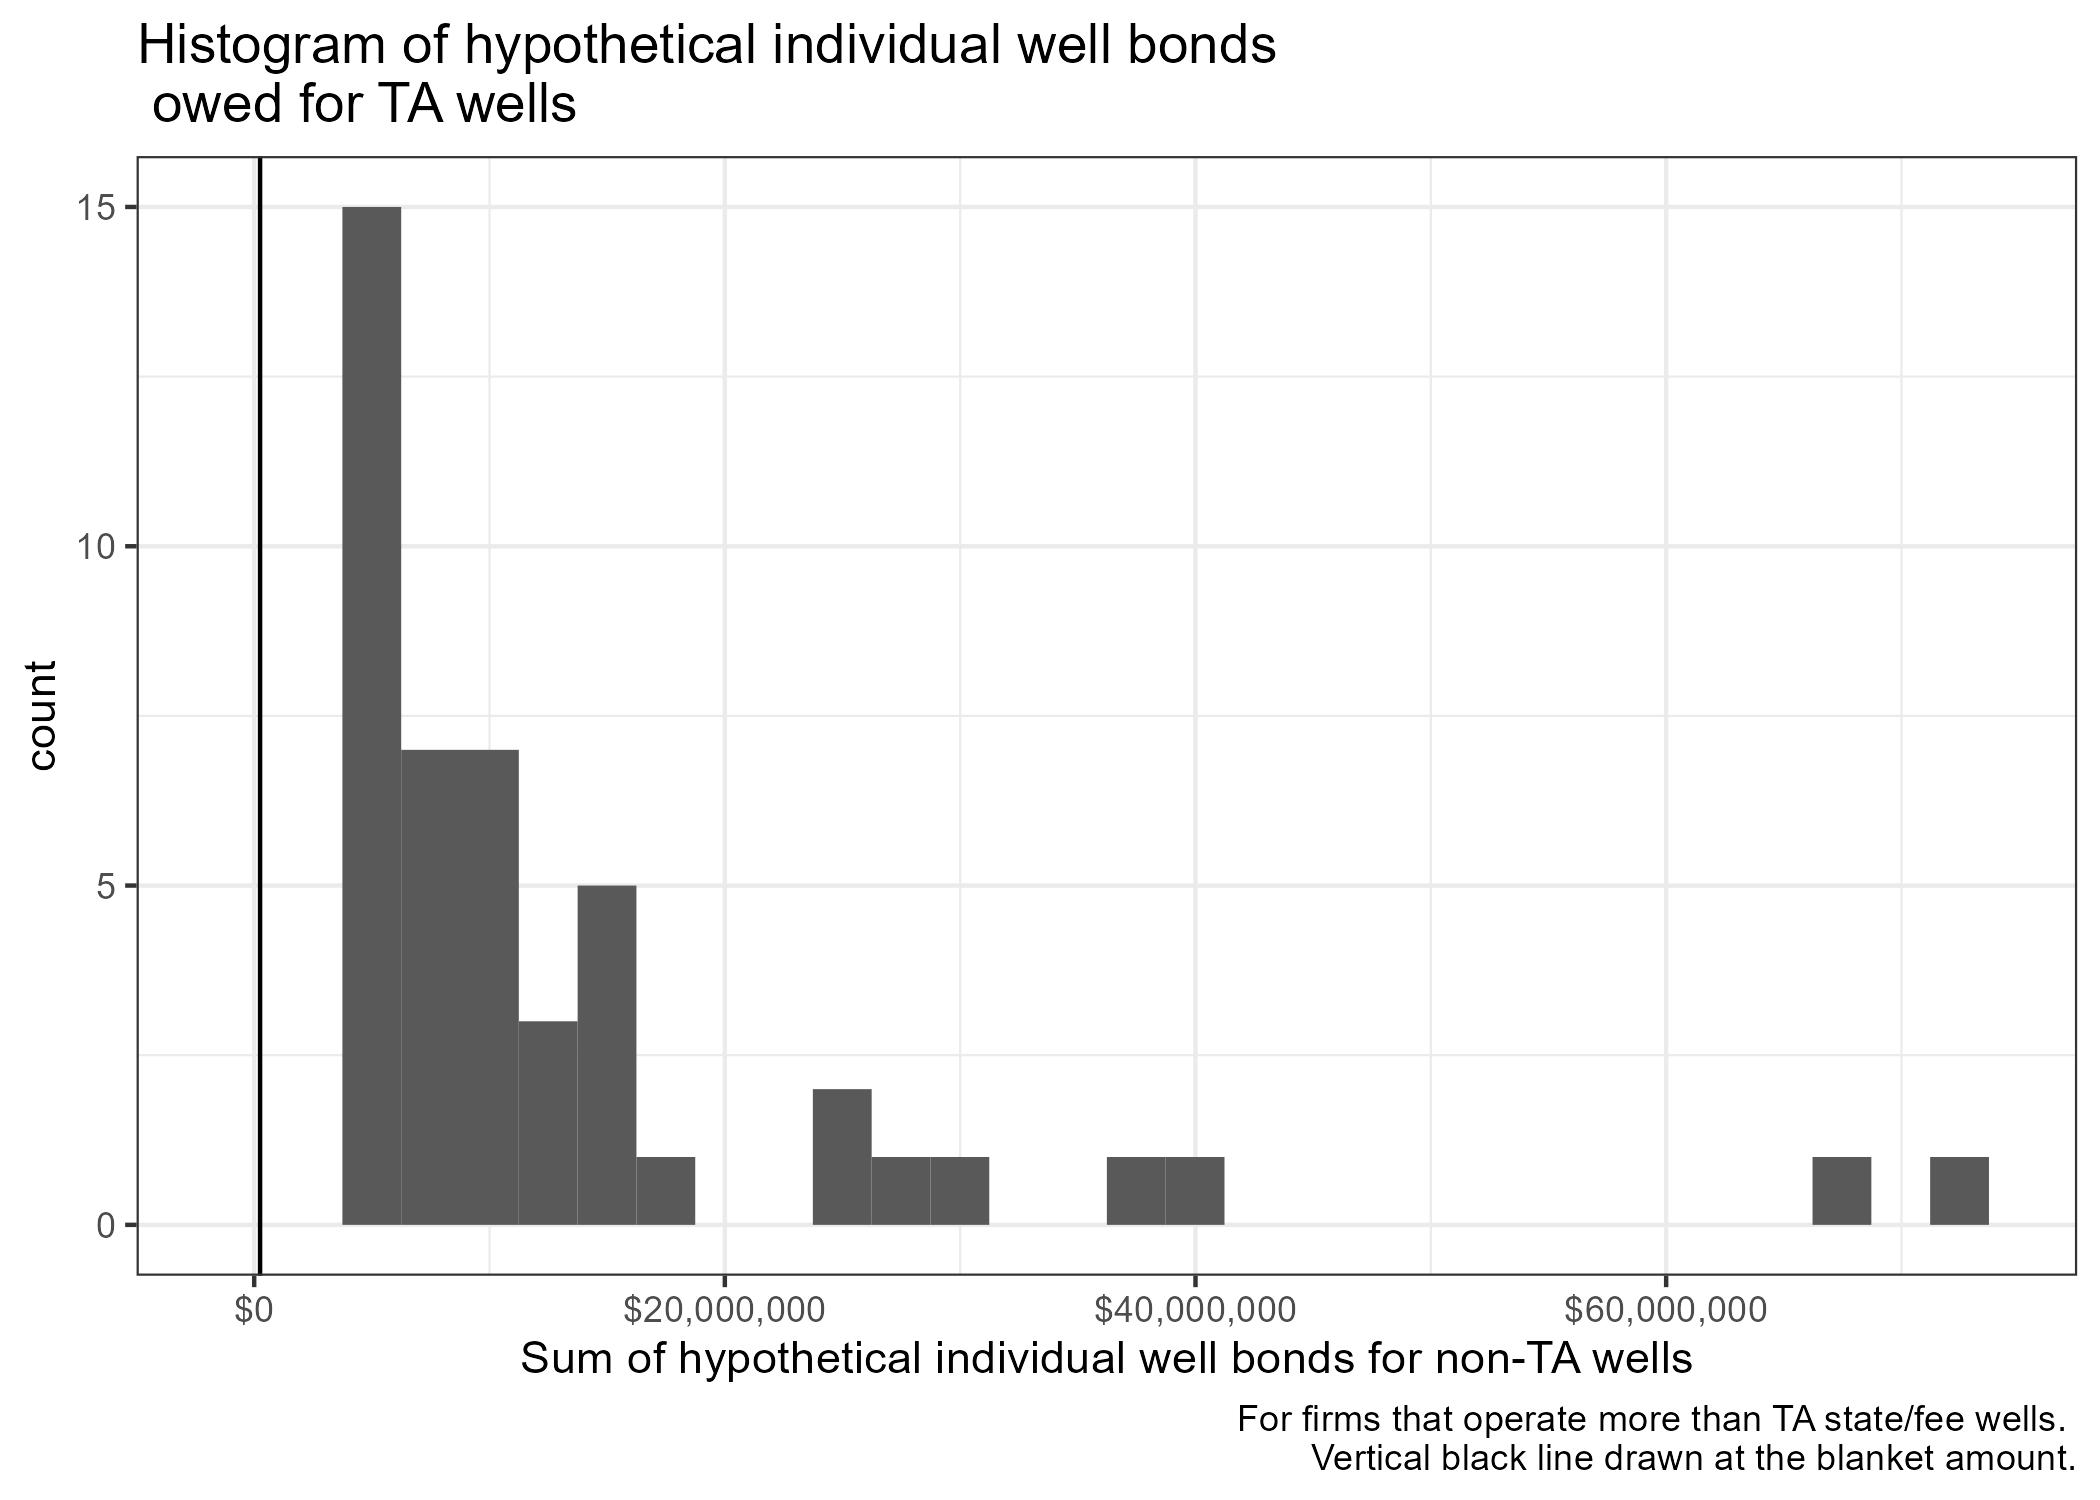 Histogram of hypothetical individual well bonds
owed for TA wells
15
10
5
0
count
$0
$20,000,000
$40,000,000
$60,000,000
Sum of hypothetical individual well bonds for non-TA wells
For firms that operate more than TA state/fee wells.
Vertical black line drawn at the blanket amount.